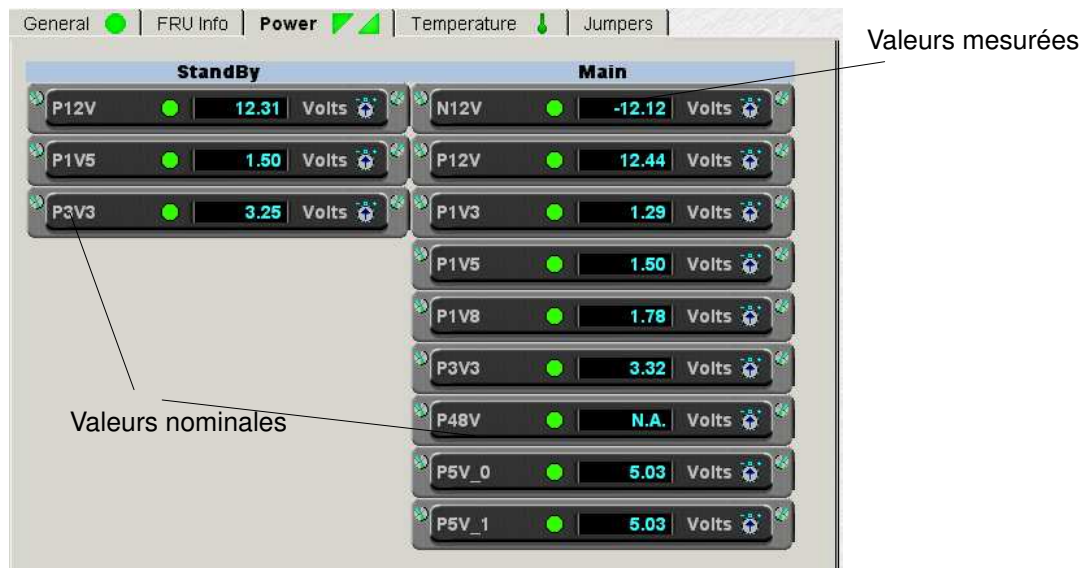 General FRU Info Power Temperature Jumpers
Valeurs mesurées
StandBy Main
P12V 12.31 Volts N12V -12.12 Volts
P1V5 1.50 Volts P12V 12.44 Volts
P3V3 3.25 Volts P1V3 1.29 Volts
P1V5 1.50 Volts
P1V8 1.78 Volts
P3V3 3.32 Volts
Valeurs nominales
P48V N.A. Volts
P5V_0 5.03 Volts
P5V_1 5.03 Volts